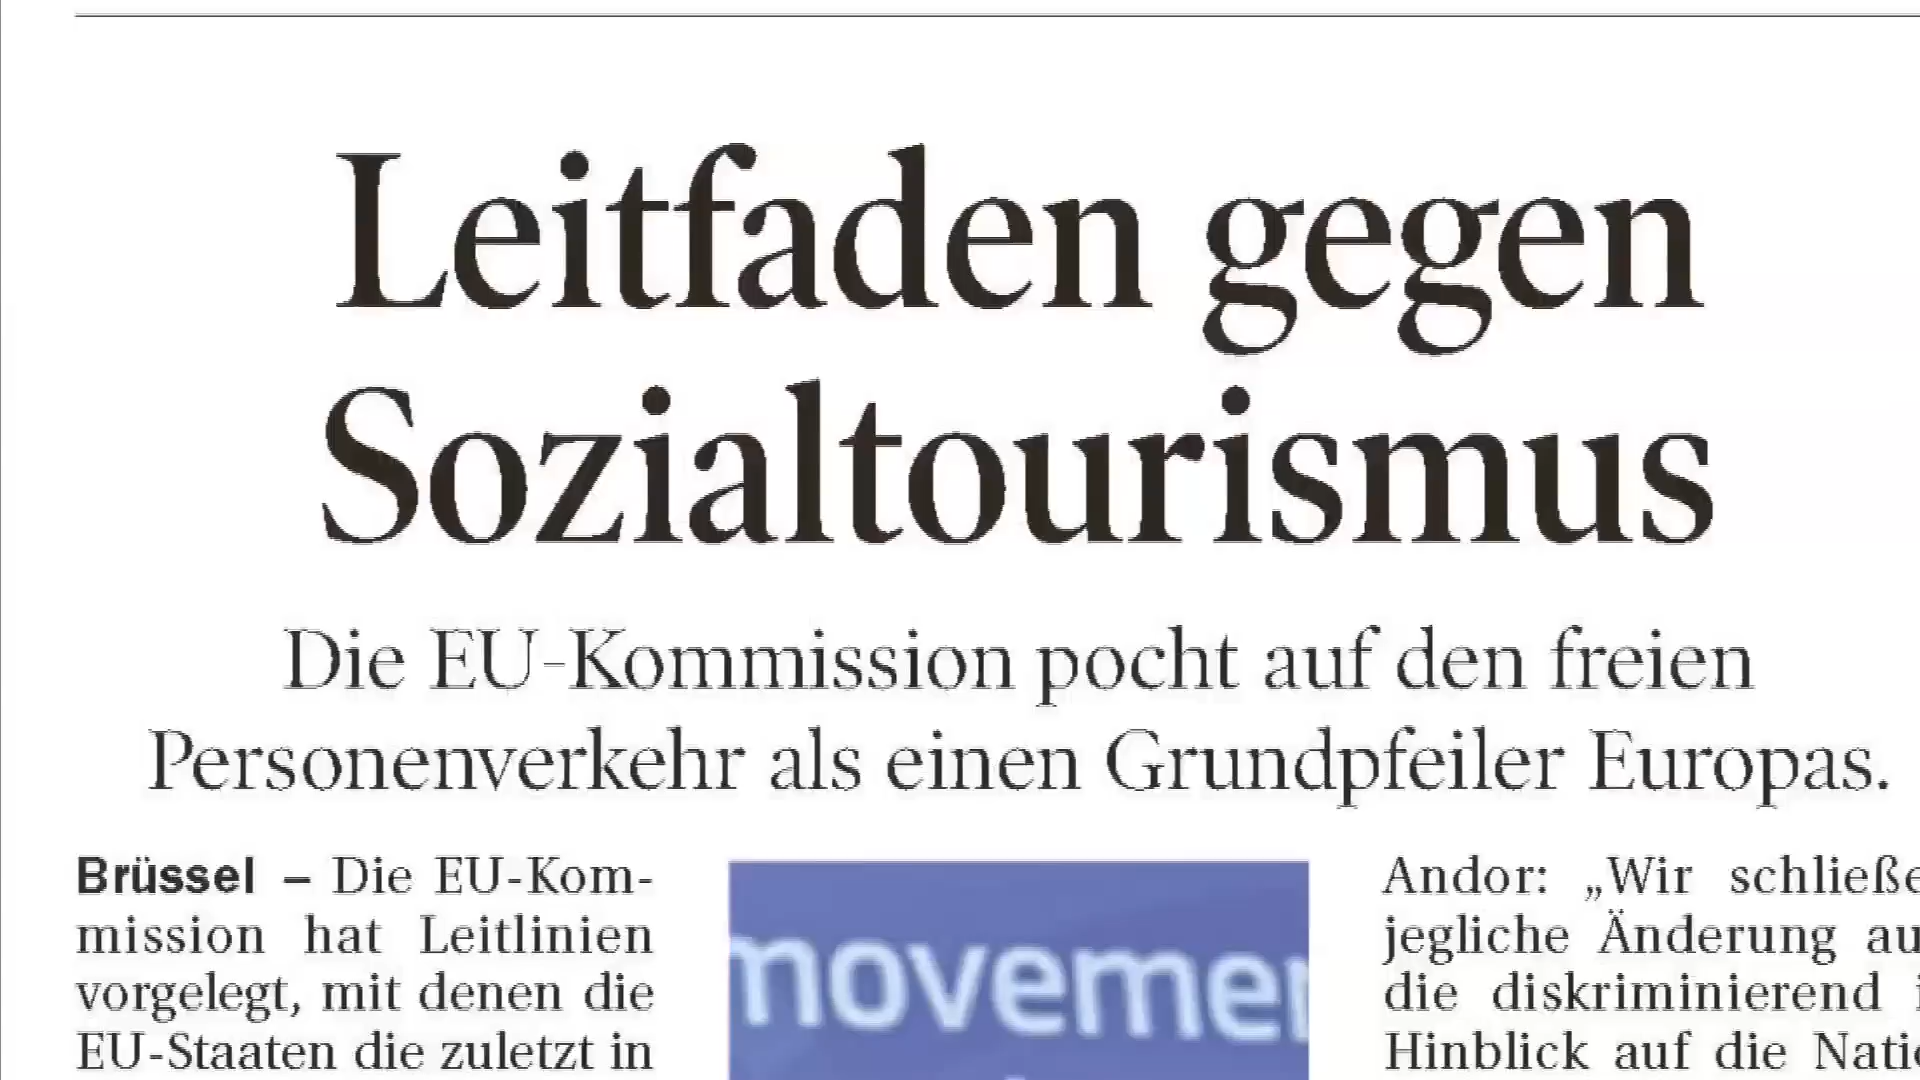 Leitfaden gegen
Sozialtourismus
Die EU-Kommission pocht auf den freien
Personenverkehr als einen Grundpfeiler Europas.
Brüssel – Die EU-Kom-
mission hat Leitlinien
vorgelegt, mit denen die
EU-Staaten die zuletzt in
movemen
Andor: „Wir schließe
jegliche Änderung au
die diskriminierend i
Hinblick auf die Natio